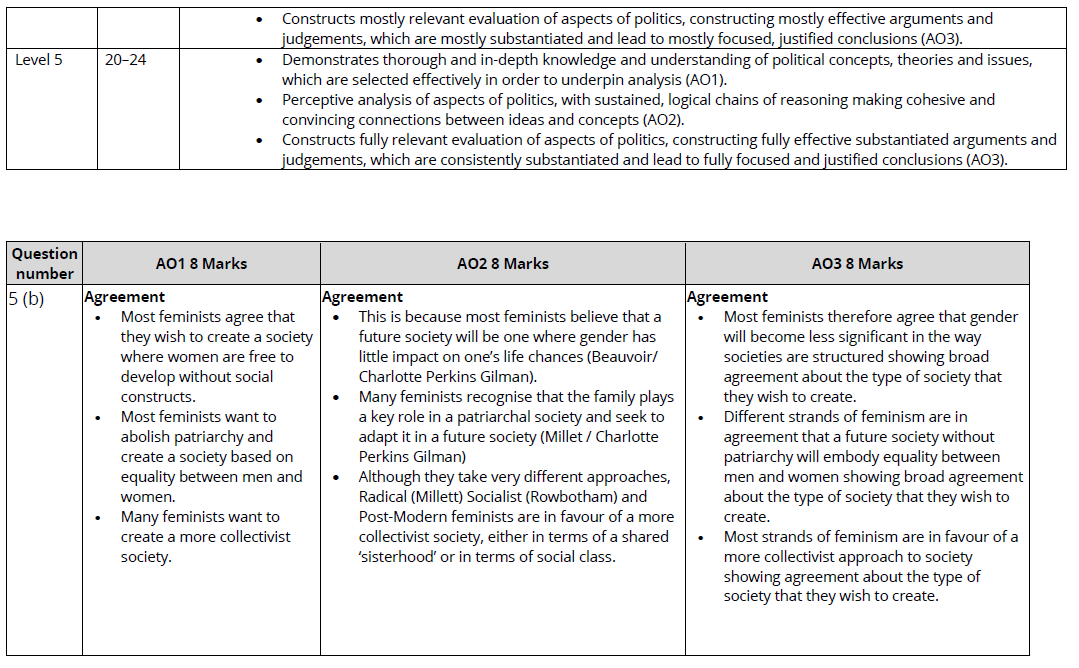 • Constructs mostly relevant evaluation of aspects of politics, constructing mostly effective arguments and
judgements, which are mostly substantiated and lead to mostly focused, justified conclusions (AO3).
Level 5
20–24
• Demonstrates thorough and in-depth knowledge and understanding of political concepts, theories and issues,
which are selected effectively in order to underpin analysis (AO1).
• Perceptive analysis of aspects of politics, with sustained, logical chains of reasoning making cohesive and
convincing connections between ideas and concepts (AO2).
• Constructs fully relevant evaluation of aspects of politics, constructing fully effective substantiated arguments and
judgements, which are consistently substantiated and lead to fully focused and justified conclusions (AO3).
Question
number
AO1 8 Marks
AO2 8 Marks
AO3 8 Marks
5 (b)
Agreement
• Most feminists agree that
they wish to create a society
where women are free to
develop without social
constructs.
• Most feminists want to
abolish patriarchy and
create a society based on
equality between men and
women.
• Many feminists want to
create a more collectivist
society.
Agreement
• This is because most feminists believe that a
future society will be one where gender has
little impact on one’s life chances (Beauvoir/
Charlotte Perkins Gilman).
• Many feminists recognise that the family plays
a key role in a patriarchal society and seek to
adapt it in a future society (Millet / Charlotte
Perkins Gilman)
• Although they take very different approaches,
Radical (Millett) Socialist (Rowbotham) and
Post-Modern feminists are in favour of a more
collectivist society, either in terms of a shared
‘sisterhood’ or in terms of social class.
Agreement
• Most feminists therefore agree that gender
will become less significant in the way
societies are structured showing broad
agreement about the type of society that
they wish to create.
• Different strands of feminism are in
agreement that a future society without
patriarchy will embody equality between
men and women showing broad agreement
about the type of society that they wish to
create.
• Most strands of feminism are in favour of a
more collectivist approach to society
showing agreement about the type of
society that they wish to create.